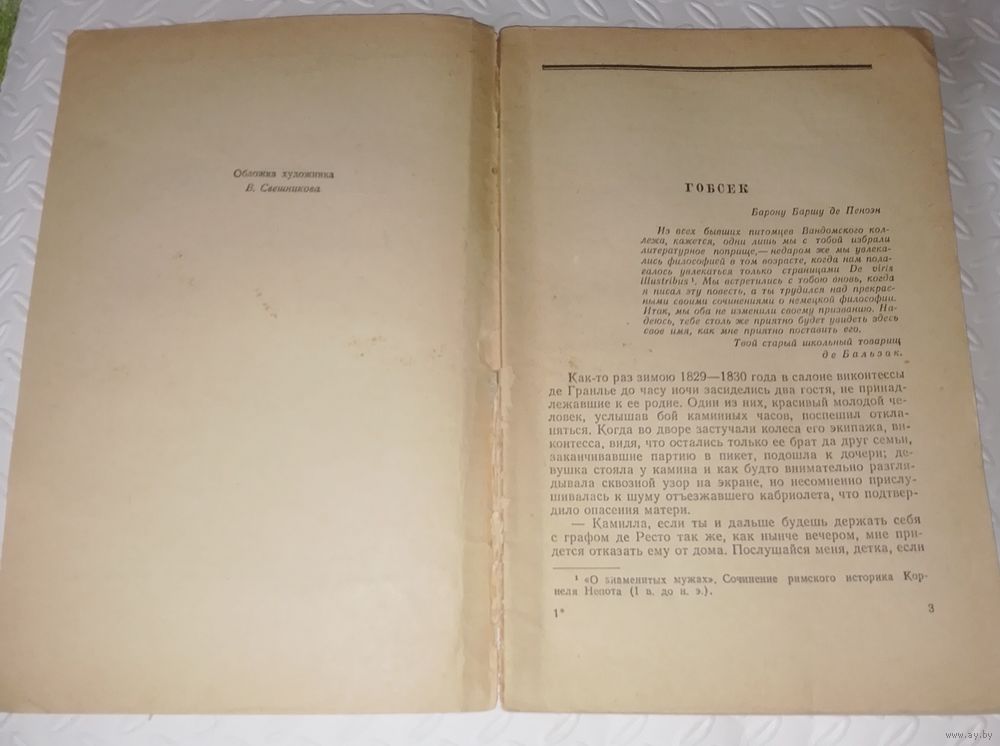 Обложка художника
В. Свешникова
ГОБСЕК
Барону Баршу де Пеноэн
Из всех бывших питомцев Вандомского кол-
лежа, кажется, одни лишь мы с тобой избрали
литературное поприще,— недаром же мы увлека-
лись философией в том возрасте, когда нам пола-
галось увлекаться только страницами De viris
illustribus ¹. Мы встретились с тобою вновь, когда
я писал эту повесть, а ты трудился над прекрас-
ными своими сочинениями о немецкой философии.
Итак, мы оба не изменили своему призванию. На-
деюсь, тебе столь же приятно будет увидеть здесь
свое имя, как мне приятно поставить его.
Твой старый школьный товарищ
де Бальзак.
Как-то раз зимою 1829—1830 года в салоне виконтессы
де Гранлье до часу ночи засиделись два гостя, не принад-
лежавшие к ее родне. Один из них, красивый молодой че-
ловек, услышав бой каминных часов, поспешил откла-
няться. Когда во дворе застучали колеса его экипажа, ви-
контесса, видя, что остались только ее брат да друг семьи,
заканчивавшие партию в пикет, подошла к дочери; де-
вушка стояла у камина и как будто внимательно разгля-
дывала сквозной узор на экране, но несомненно прислу-
шивалась к шуму отъезжавшего кабриолета, что подтвер-
дило опасения матери.
— Камилла, если ты и дальше будешь держать себя
с графом де Ресто так же, как нынче вечером, мне при-
дется отказать ему от дома. Послушайся меня, детка, если
¹ «О знаменитых мужах». Сочинение римского историка Кор-
нелия Непота (I в. до н. э.).
1*
3
www.ay.by